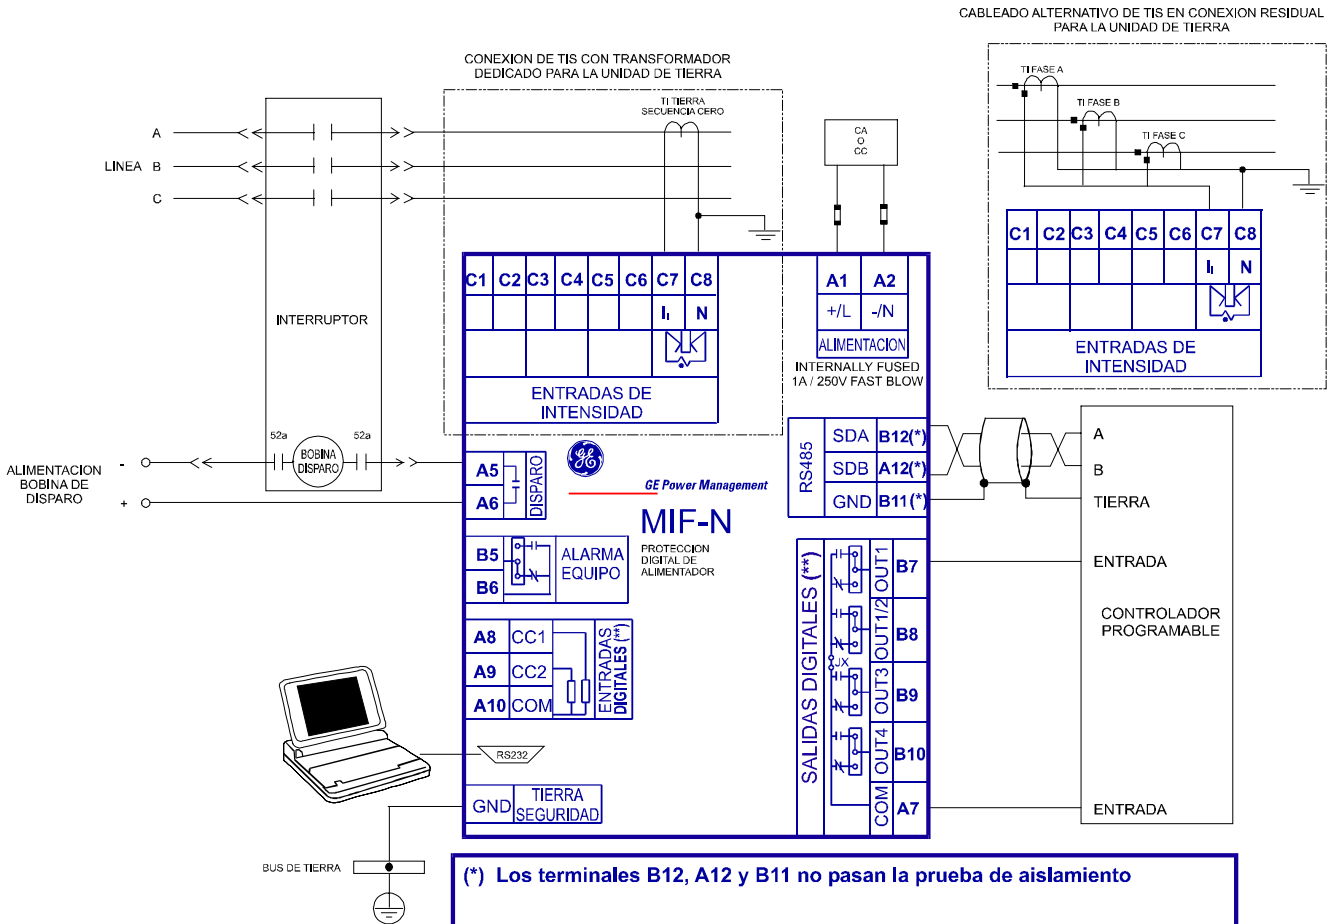 CABLEADO ALTERNATIVO DE TIS EN CONEXION RESIDUAL
PARA LA UNIDAD DE TIERRA
CONEXION DE TIS CON TRANSFORMADOR
DEDICADO PARA LA UNIDAD DE TIERRA
TI TIERRA
SECUENCIA CERO
TI FASE A
TI FASE B
TI FASE C
CA
O
CC
A
LINEA B
C
INTERRUPTOR
C1 C2 C3 C4 C5 C6 C7 C8
I₁ N
ENTRADAS DE
INTENSIDAD
A1 A2
+/L -/N
ALIMENTACION
INTERNALLY FUSED
1A / 250V FAST BLOW
C1 C2 C3 C4 C5 C6 C7 C8
I₁ N
ENTRADAS DE
INTENSIDAD
52a 52a
BOBINA
DISPARO
ALIMENTACION
BOBINA DE
DISPARO
-
+
A5
A6
DISPARO
GE
GE Power Management
MIF-N
PROTECCION
DIGITAL DE
ALIMENTADOR
B5
B6
ALARMA
EQUIPO
A8 CC1
A9 CC2
A10 COM
ENTRADAS
DIGITALES (**)
RS232
GND
TIERRA
SEGURIDAD
BUS DE TIERRA
RS485
SDA B12(*)
SDB A12(*)
GND B11(*)
SALIDAS DIGITALES (**)
OUT1 B7
OUT1/2 B8
JX
OUT3 B9
OUT4 B10
COM A7
A
B
TIERRA
ENTRADA
CONTROLADOR
PROGRAMABLE
ENTRADA
(*) Los terminales B12, A12 y B11 no pasan la prueba de aislamiento